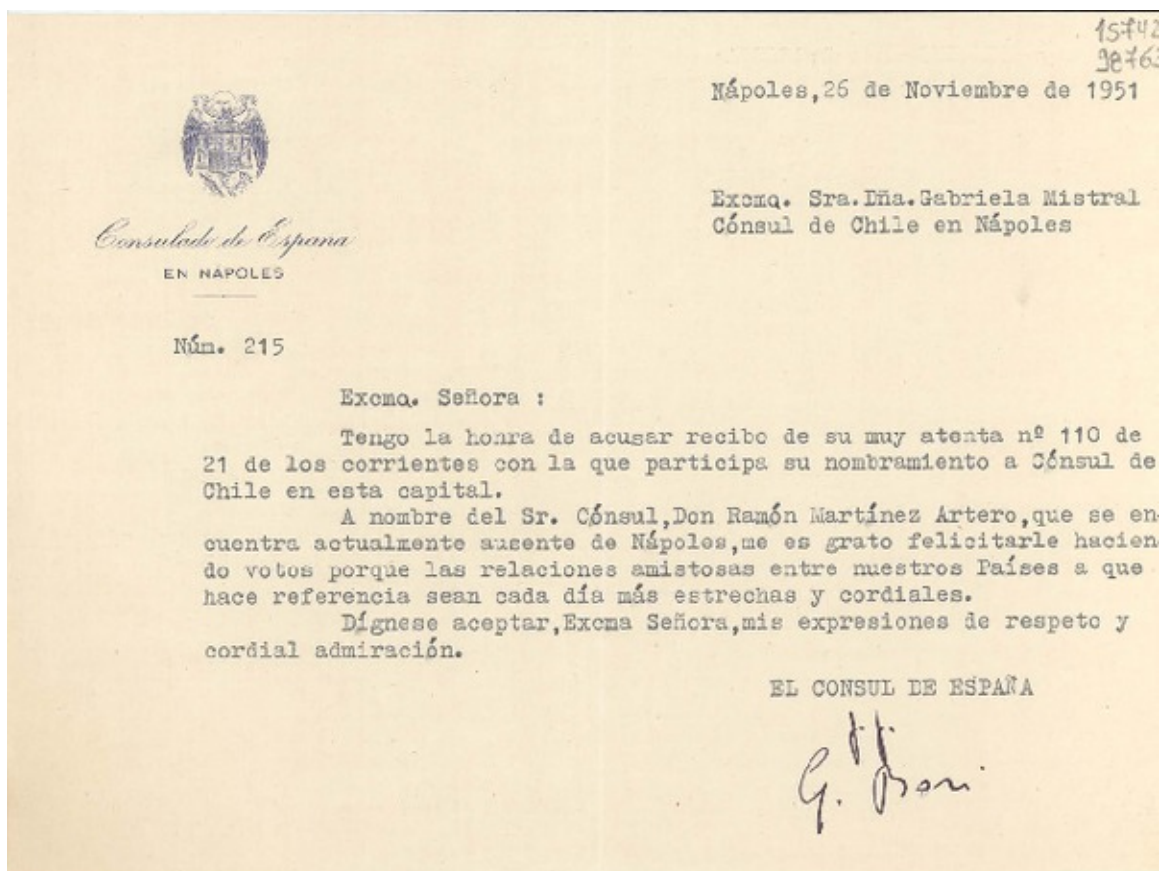 Nápoles,26 de Noviembre de 1951
Consulado de España
EN NÁPOLES
Excmª. Sra.Dña.Gabriela Mistral
Cónsul de Chile en Nápoles
Núm. 215
Excmª. Señora :
Tengo la honra de acusar recibo de su muy atenta nº 110 de
21 de los corrientes con la que participa su nombramiento a Cónsul de
Chile en esta capital.
A nombre del Sr. Cónsul,Don Ramón Martínez Artero,que se en-
cuentra actualmente ausente de Nápoles,me es grato felicitarle hacien
do votos porque las relaciones amistosas entre nuestros Países a que
hace referencia sean cada día más estrechas y cordiales.
Dígnese aceptar,Excma Señora,mis expresiones de respeto y
cordial admiración.
EL CONSUL DE ESPAÑA
G.